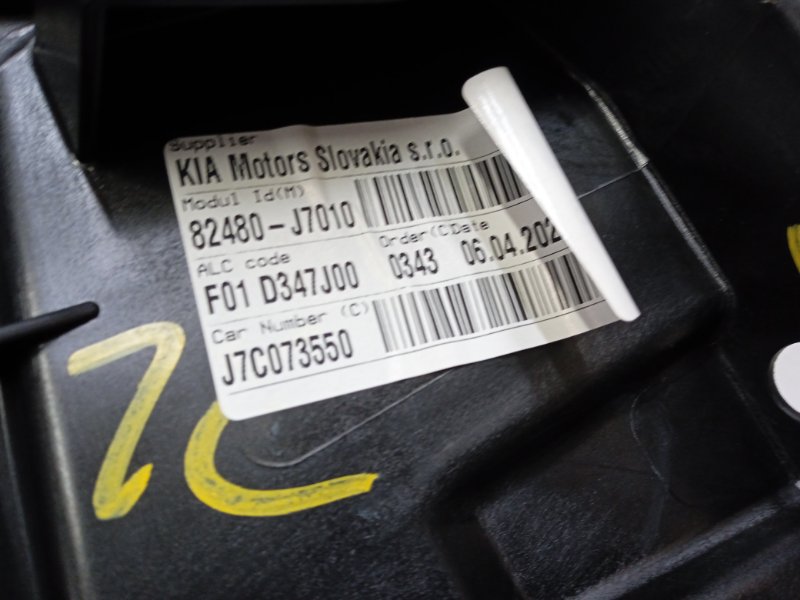 Supplier
KIA Motors Slovakia s.r.o.
Modul Id(M)
82480-J7010
ALC code Order(C)Date
F01 D347J00 0343 06.04.202
Car Number (C)
J7C073550